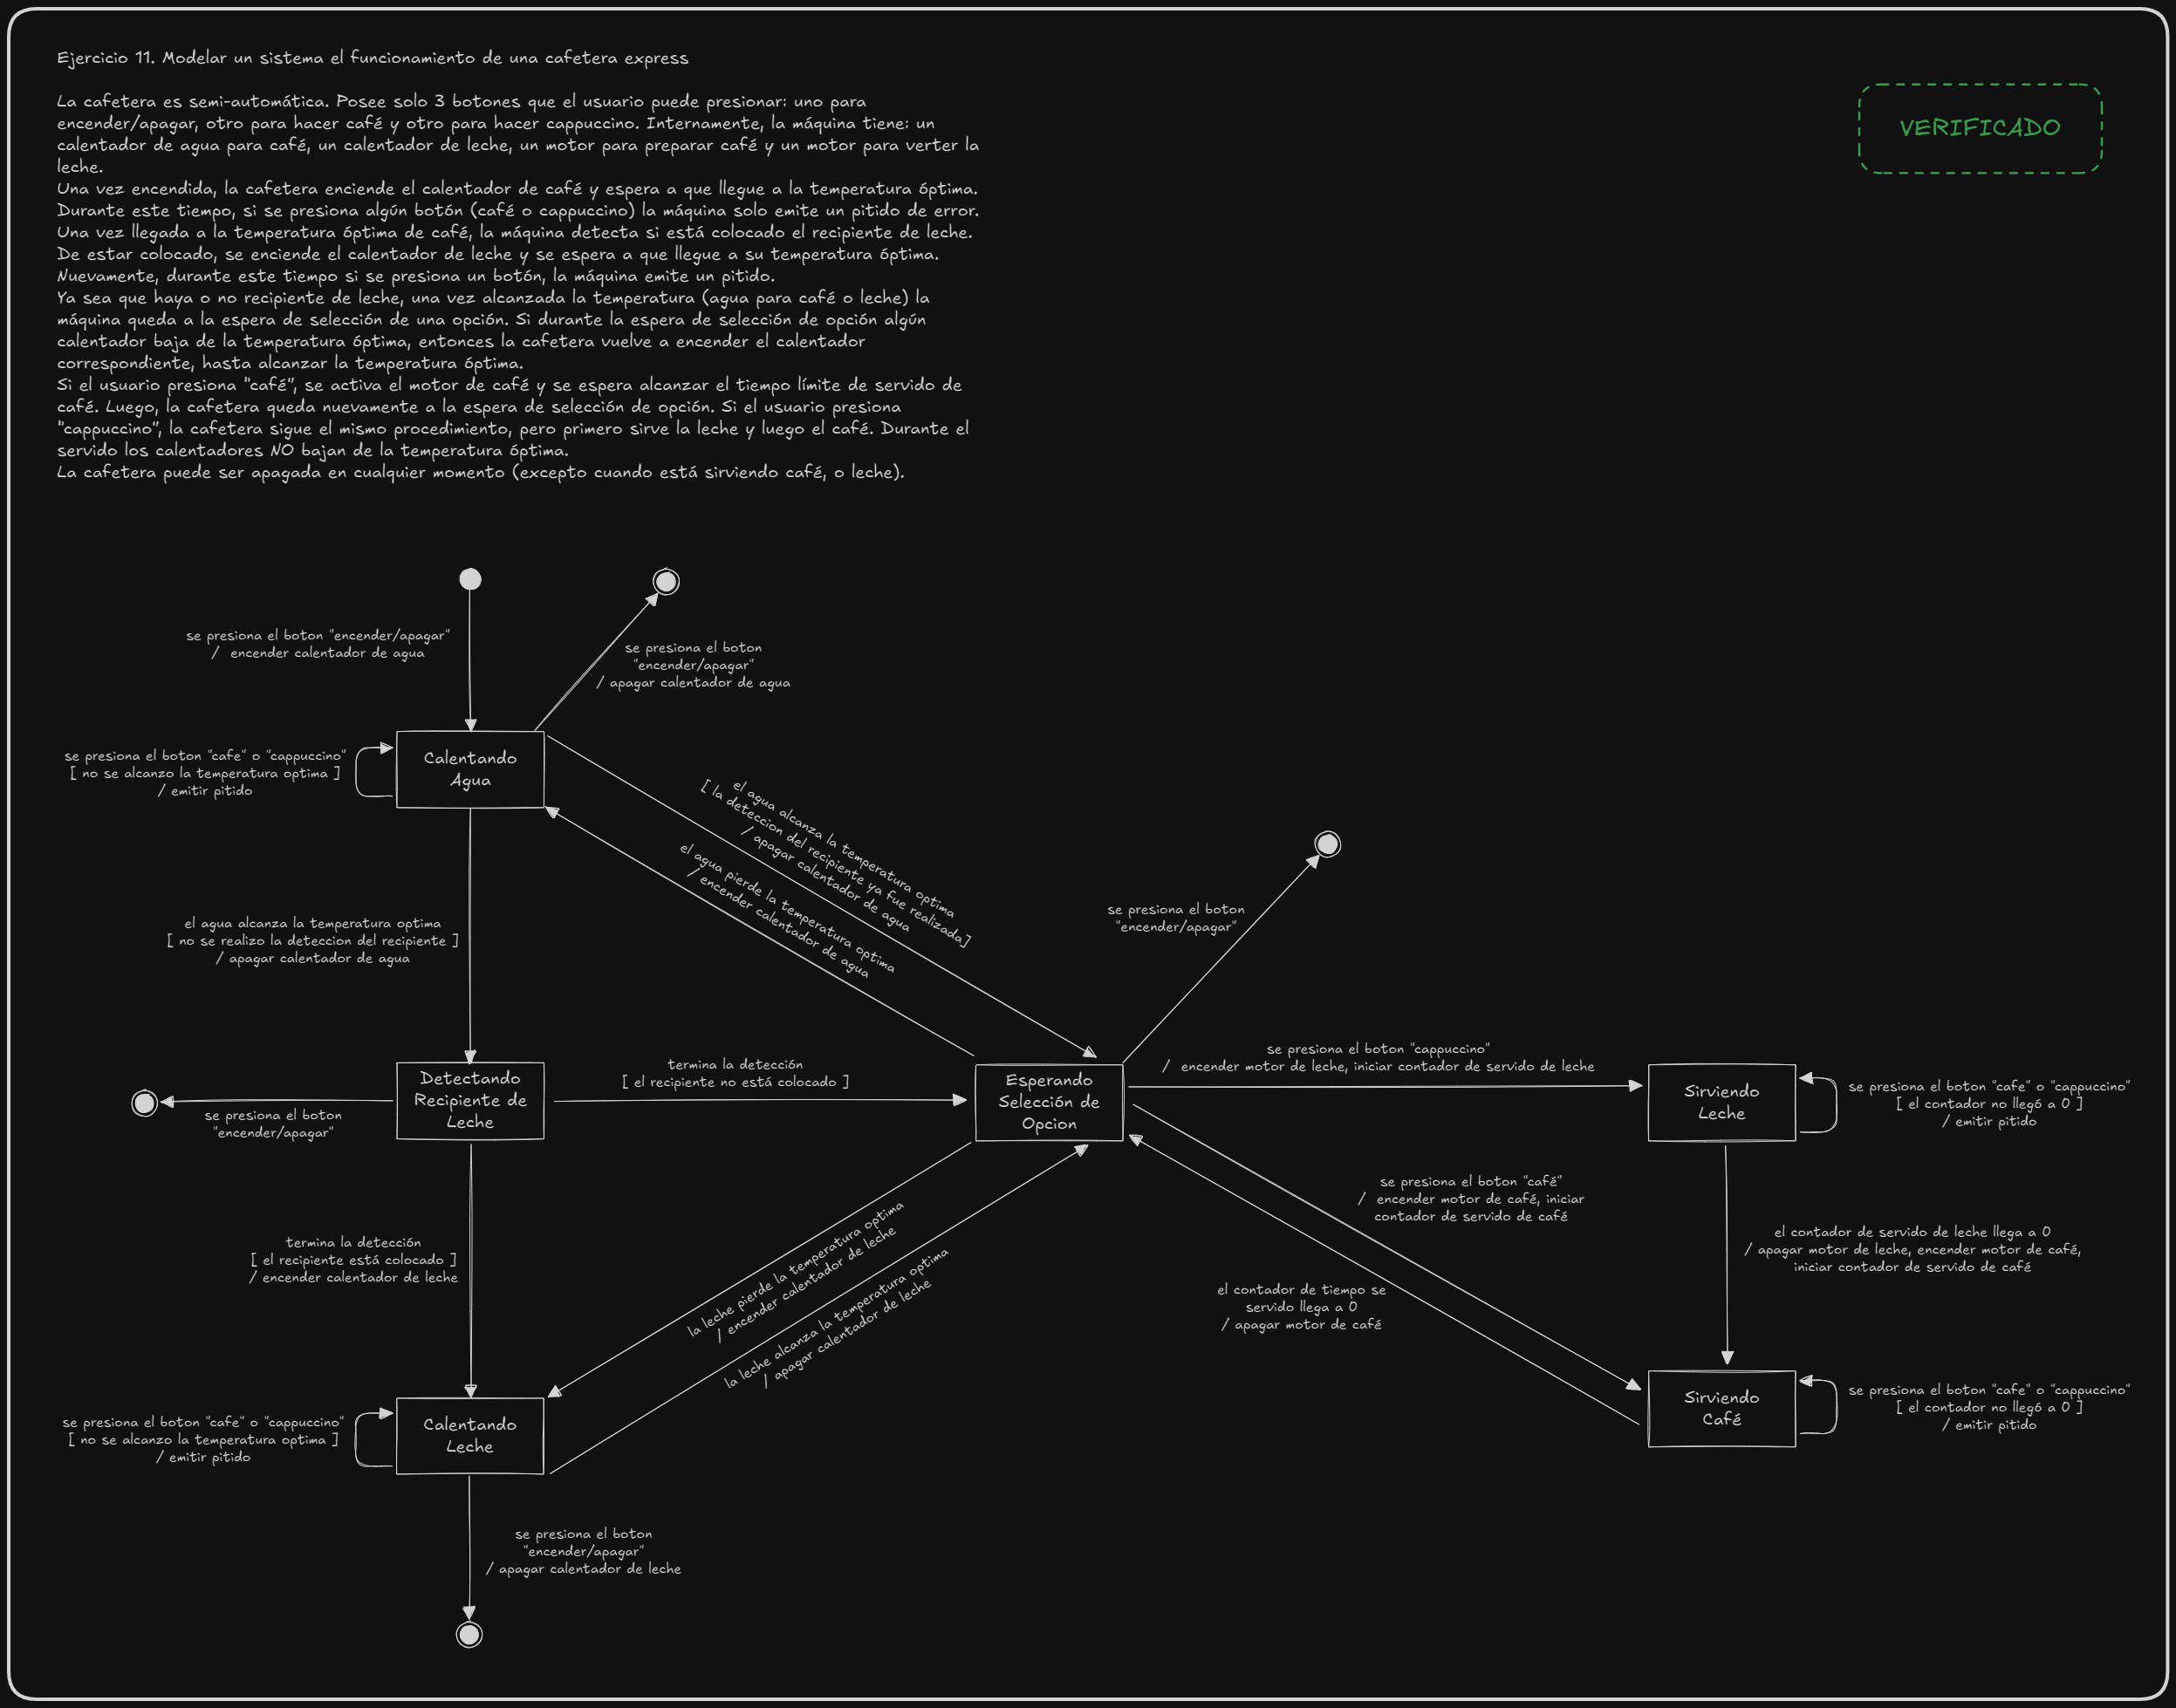 Ejercicio 11. Modelar un sistema el funcionamiento de una cafetera express
VERIFICADO
La cafetera es semi-automática. Posee solo 3 botones que el usuario puede presionar: uno para
encender/apagar, otro para hacer café y otro para hacer cappuccino. Internamente, la máquina tiene: un
calentador de agua para café, un calentador de leche, un motor para preparar café y un motor para verter la
leche.
Una vez encendida, la cafetera enciende el calentador de café y espera a que llegue a la temperatura óptima.
Durante este tiempo, si se presiona algún botón (café o cappuccino) la máquina solo emite un pitido de error.
Una vez llegada a la temperatura óptima de café, la máquina detecta si está colocado el recipiente de leche.
De estar colocado, se enciende el calentador de leche y se espera a que llegue a su temperatura óptima.
Nuevamente, durante este tiempo si se presiona un botón, la máquina emite un pitido.
Ya sea que haya o no recipiente de leche, una vez alcanzada la temperatura (agua para café o leche) la
máquina queda a la espera de selección de una opción. Si durante la espera de selección de opción algún
calentador baja de la temperatura óptima, entonces la cafetera vuelve a encender el calentador
correspondiente, hasta alcanzar la temperatura óptima.
Si el usuario presiona "café", se activa el motor de café y se espera alcanzar el tiempo límite de servido de
café. Luego, la cafetera queda nuevamente a la espera de selección de opción. Si el usuario presiona
"cappuccino", la cafetera sigue el mismo procedimiento, pero primero sirve la leche y luego el café. Durante el
servido los calentadores NO bajan de la temperatura óptima.
La cafetera puede ser apagada en cualquier momento (excepto cuando está sirviendo café, o leche).
se presiona el boton "encender/apagar"
/ encender calentador de agua
se presiona el boton
"encender/apagar"
/ apagar calentador de agua
se presiona el boton "cafe" o "cappuccino"
[ no se alcanzo la temperatura optima ]
/ emitir pitido
Calentando
Agua
el agua alcanza la temperatura optima
[ la deteccion del recipiente ya fue realizada]
/ apagar calentador de agua
el agua pierde la temperatura optima
/ encender calentador de agua
el agua alcanza la temperatura optima
[ no se realizo la deteccion del recipiente ]
/ apagar calentador de agua
se presiona el boton
"encender/apagar"
Detectando
Recipiente de
Leche
se presiona el boton
"encender/apagar"
termina la detección
[ el recipiente no está colocado ]
Esperando
Selección de
Opcion
se presiona el boton "cappuccino"
/ encender motor de leche, iniciar contador de servido de leche
Sirviendo
Leche
se presiona el boton "cafe" o "cappuccino"
[ el contador no llegó a 0 ]
/ emitir pitido
termina la detección
[ el recipiente está colocado ]
/ encender calentador de leche
la leche pierde la temperatura optima
/ encender calentador de leche
la leche alcanza la temperatura optima
/ apagar calentador de leche
se presiona el boton "café"
/ encender motor de café, iniciar
contador de servido de café
el contador de tiempo se
servido llega a 0
/ apagar motor de café
el contador de servido de leche llega a 0
/ apagar motor de leche, encender motor de café,
iniciar contador de servido de café
se presiona el boton "cafe" o "cappuccino"
[ no se alcanzo la temperatura optima ]
/ emitir pitido
Calentando
Leche
Sirviendo
Café
se presiona el boton "cafe" o "cappuccino"
[ el contador no llegó a 0 ]
/ emitir pitido
se presiona el boton
"encender/apagar"
/ apagar calentador de leche